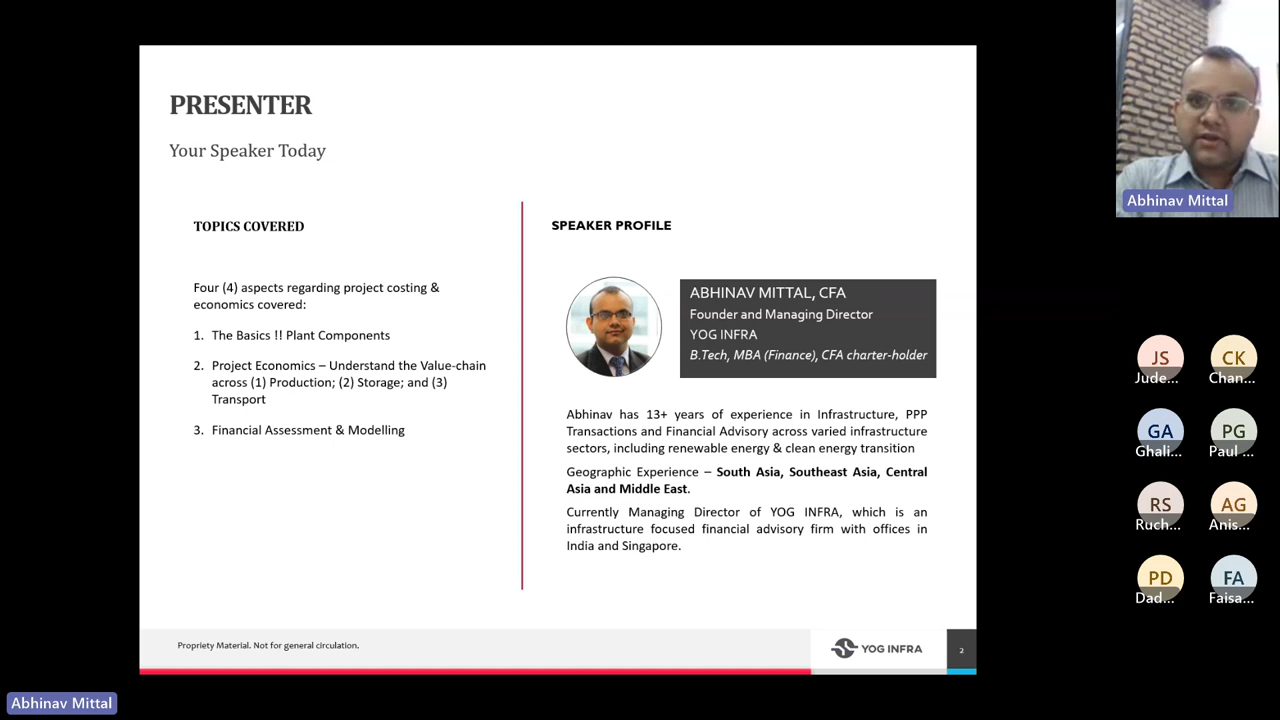 PRESENTER
Your Speaker Today
TOPICS COVERED
Four (4) aspects regarding project costing &
economics covered:
1. The Basics !! Plant Components
2. Project Economics – Understand the Value-chain
across (1) Production; (2) Storage; and (3)
Transport
3. Financial Assessment & Modelling
SPEAKER PROFILE
ABHINAV MITTAL, CFA
Founder and Managing Director
YOG INFRA
B.Tech, MBA (Finance), CFA charter-holder
Abhinav has 13+ years of experience in Infrastructure, PPP
Transactions and Financial Advisory across varied infrastructure
sectors, including renewable energy & clean energy transition
Geographic Experience – South Asia, Southeast Asia, Central
Asia and Middle East.
Currently Managing Director of YOG INFRA, which is an
infrastructure focused financial advisory firm with offices in
India and Singapore.
Propriety Material. Not for general circulation.
YOG INFRA
2
Abhinav Mittal
JS
Jude...
CK
Chan...
GA
Ghali...
PG
Paul ...
RS
Ruch...
AG
Anis...
PD
Dad...
FA
Faisa...
Abhinav Mittal